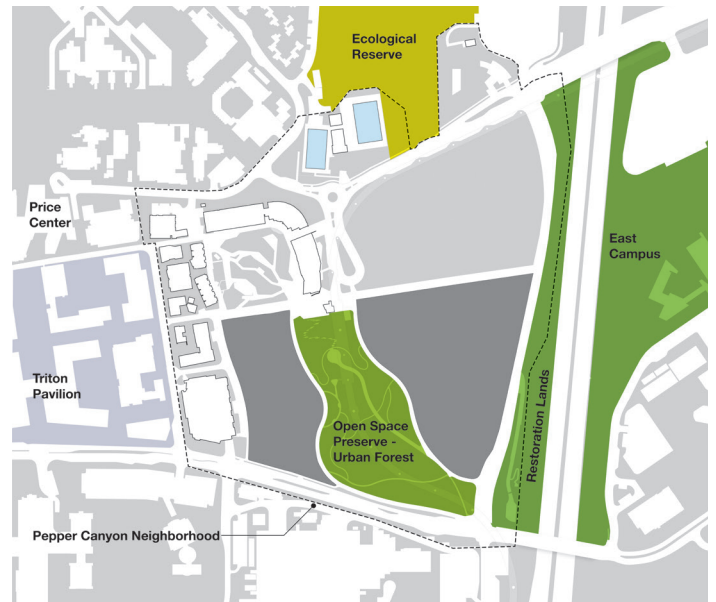 Ecological
Reserve
Price
Center
East
Campus
Triton
Pavilion
Open Space
Preserve -
Urban Forest
Restoration Lands
Pepper Canyon Neighborhood